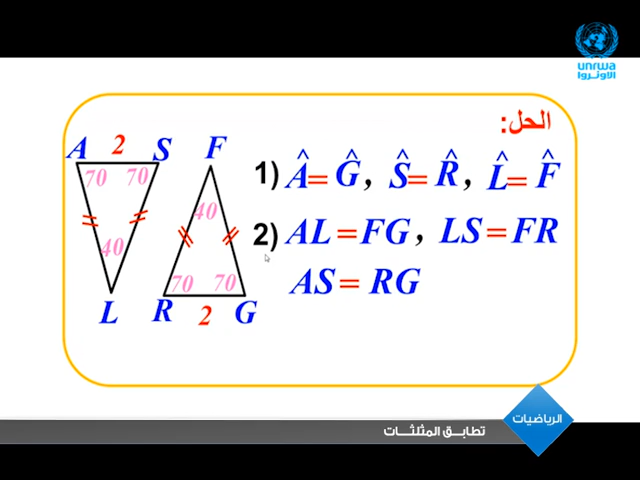 unrwa
الأونروا
الحل:
A 2 S F
70 70
40
40
70 70
L R 2 G
1) Â = Ĝ , Ŝ = R̂ , L̂ = F̂
2) AL = FG , LS = FR
AS = RG
الرياضيات
تطابق المثلثات